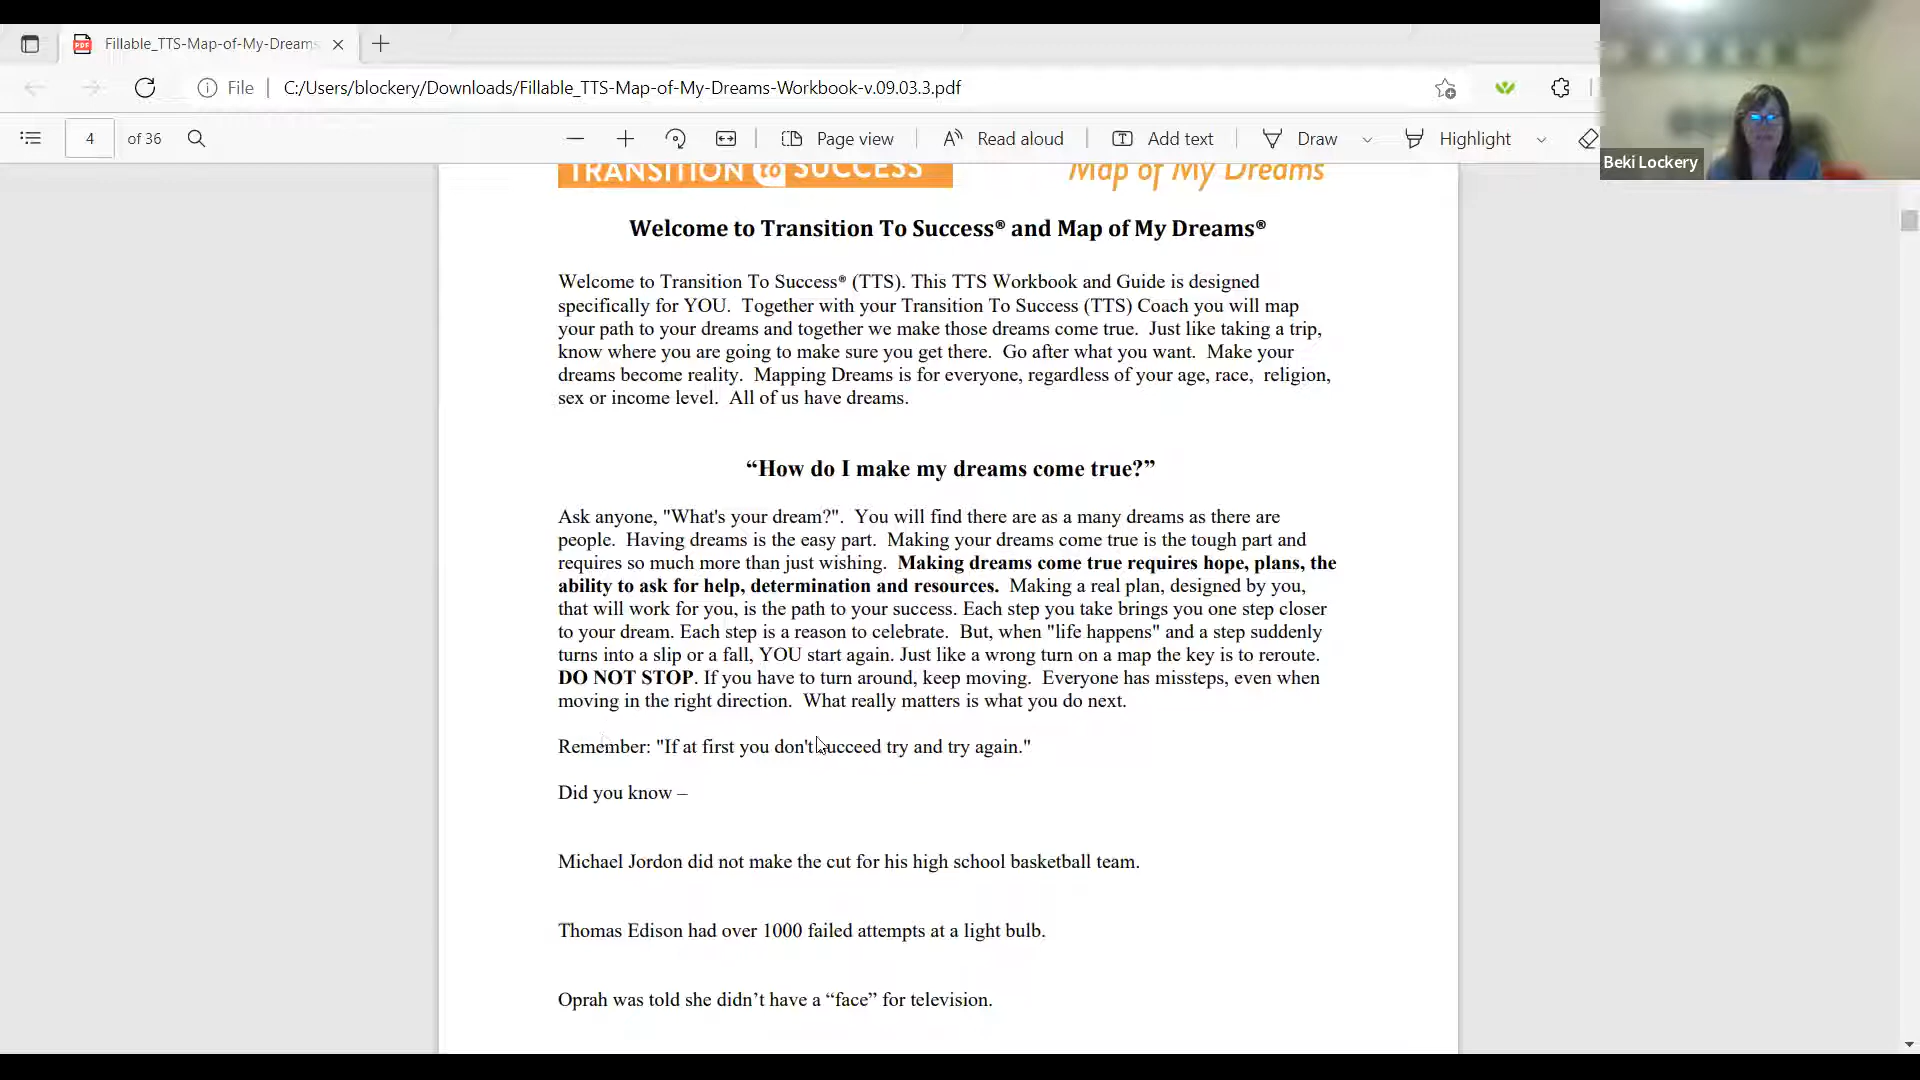 Fillable_TTS-Map-of-My-Dreams
File
C:/Users/blockery/Downloads/Fillable_TTS-Map-of-My-Dreams-Workbook-v.09.03.3.pdf
4 of 36
Page view
Read aloud
Add text
Draw
Highlight
Beki Lockery
TRANSITION to SUCCESS
Map of My Dreams
Welcome to Transition To Success® and Map of My Dreams®
Welcome to Transition To Success® (TTS). This TTS Workbook and Guide is designed
specifically for YOU. Together with your Transition To Success (TTS) Coach you will map
your path to your dreams and together we make those dreams come true. Just like taking a trip,
know where you are going to make sure you get there. Go after what you want. Make your
dreams become reality. Mapping Dreams is for everyone, regardless of your age, race, religion,
sex or income level. All of us have dreams.
“How do I make my dreams come true?”
Ask anyone, "What's your dream?". You will find there are as a many dreams as there are
people. Having dreams is the easy part. Making your dreams come true is the tough part and
requires so much more than just wishing. Making dreams come true requires hope, plans, the
ability to ask for help, determination and resources. Making a real plan, designed by you,
that will work for you, is the path to your success. Each step you take brings you one step closer
to your dream. Each step is a reason to celebrate. But, when "life happens" and a step suddenly
turns into a slip or a fall, YOU start again. Just like a wrong turn on a map the key is to reroute.
DO NOT STOP. If you have to turn around, keep moving. Everyone has missteps, even when
moving in the right direction. What really matters is what you do next.
Remember: "If at first you don't succeed try and try again."
Did you know –
Michael Jordon did not make the cut for his high school basketball team.
Thomas Edison had over 1000 failed attempts at a light bulb.
Oprah was told she didn’t have a “face” for television.